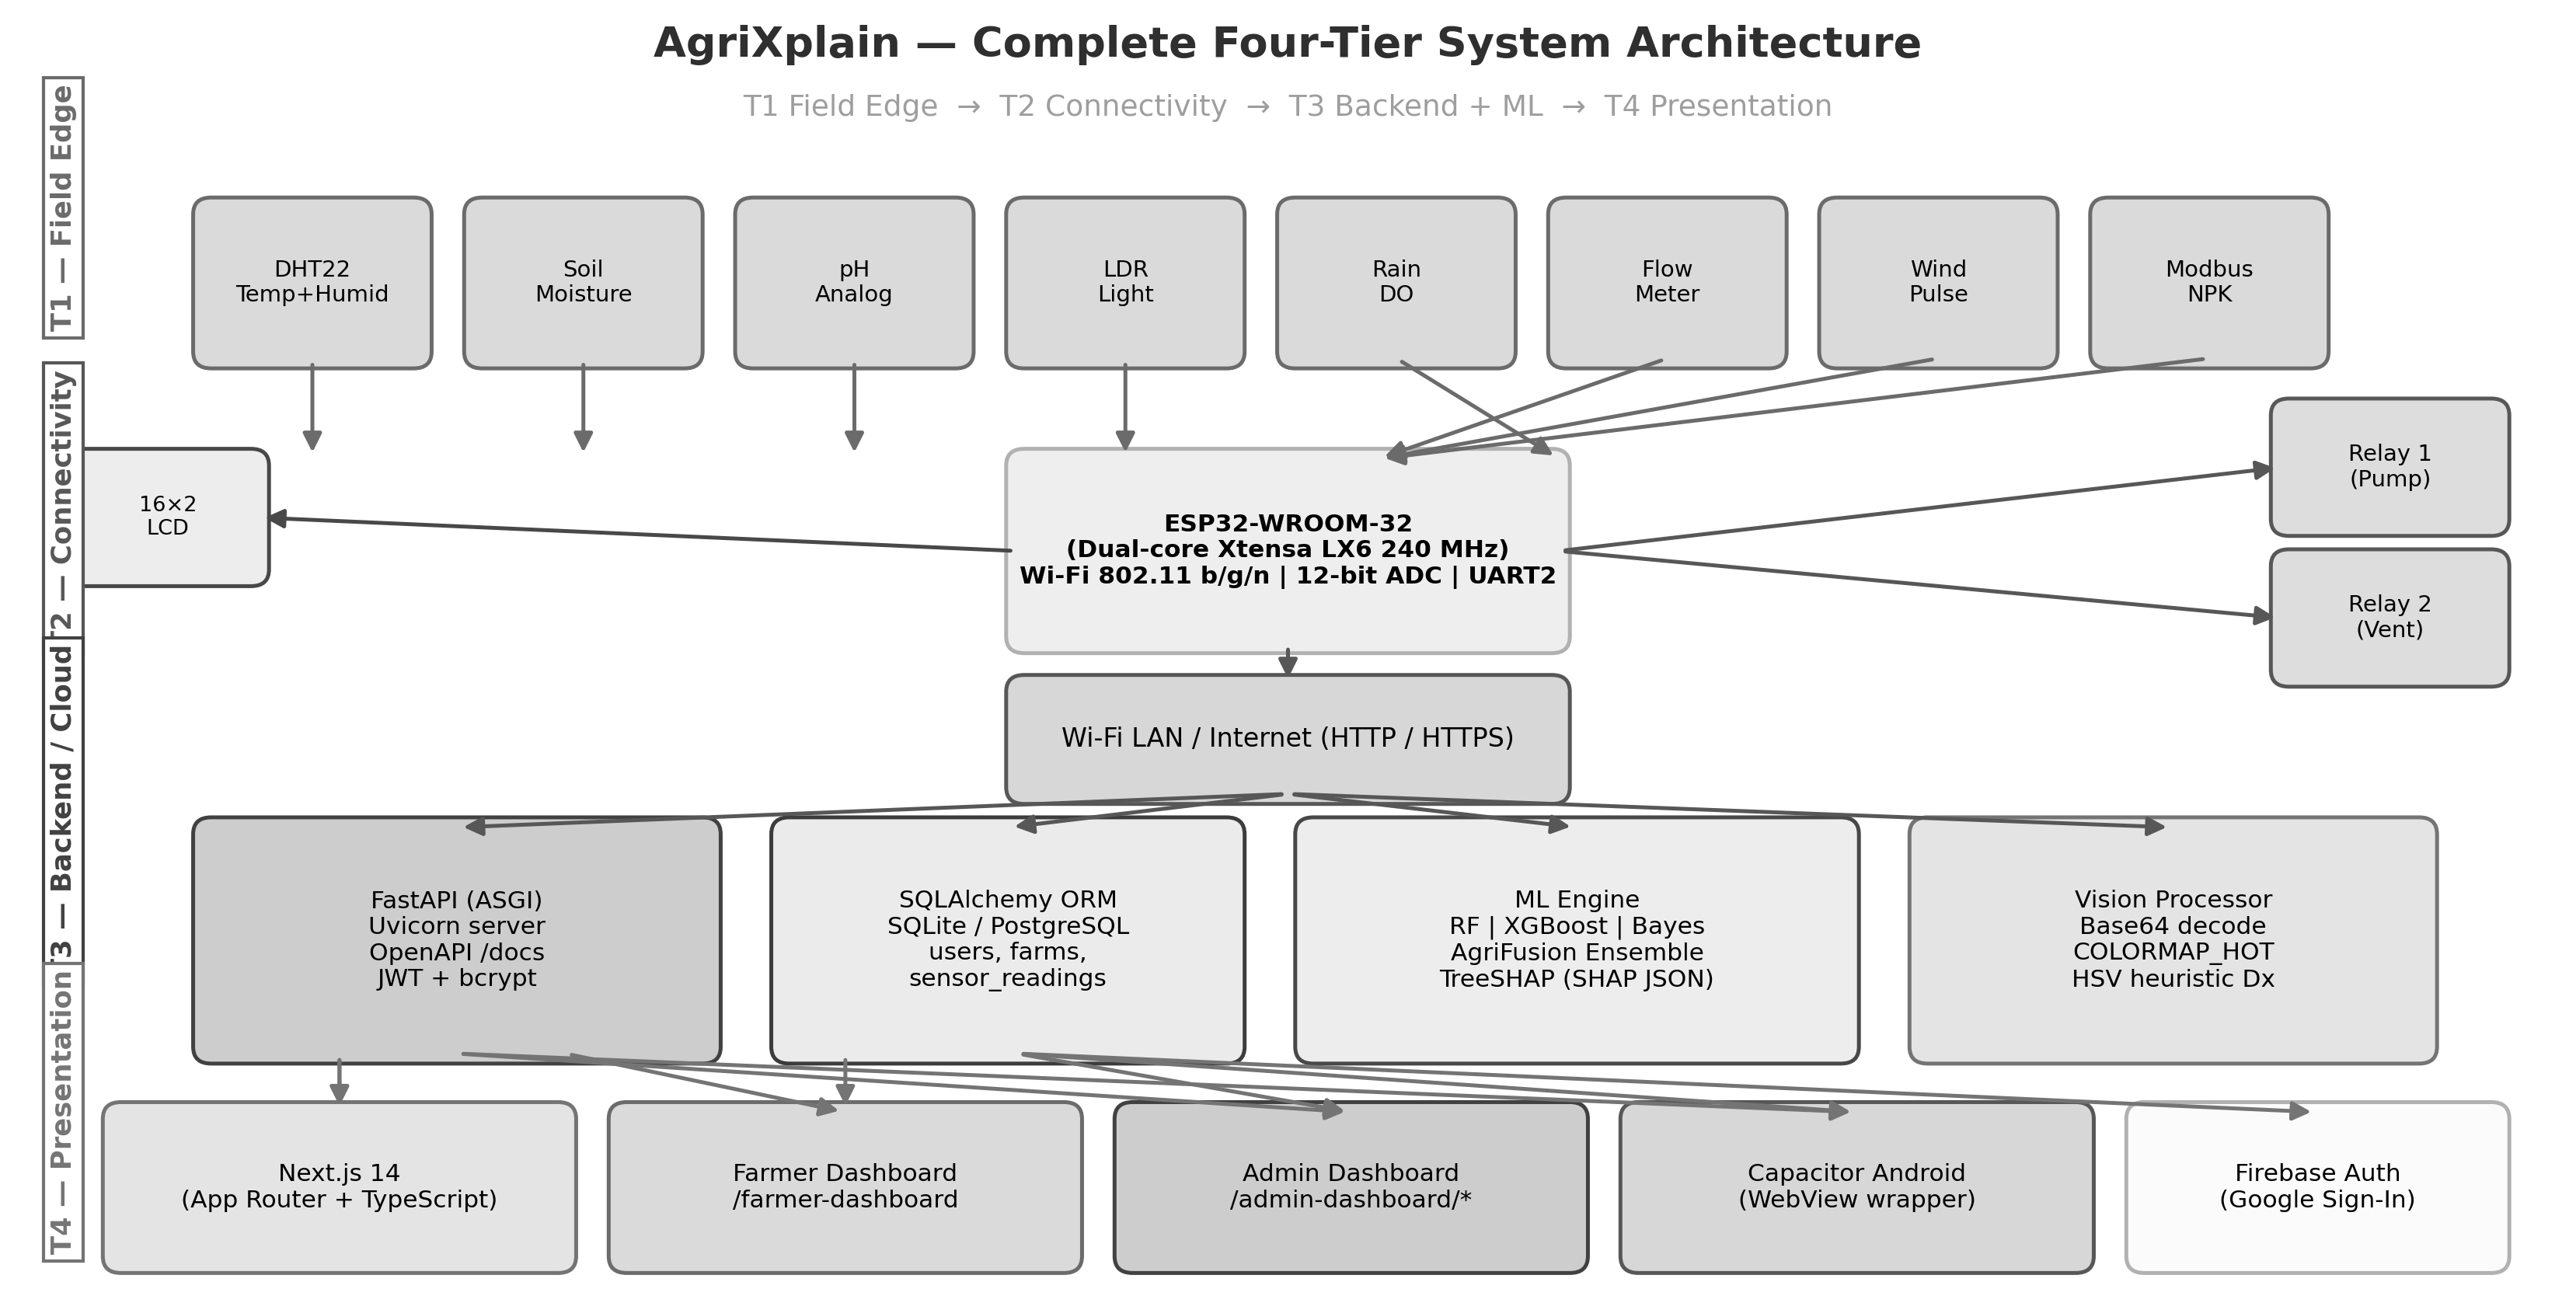 AgriXplain — Complete Four-Tier System Architecture
T1 Field Edge → T2 Connectivity → T3 Backend + ML → T4 Presentation
T1 — Field Edge
DHT22
Temp+Humid
Soil
Moisture
pH
Analog
LDR
Light
Rain
DO
Flow
Meter
Wind
Pulse
Modbus
NPK
T2 — Connectivity
16×2
LCD
ESP32-WROOM-32
(Dual-core Xtensa LX6 240 MHz)
Wi-Fi 802.11 b/g/n | 12-bit ADC | UART2
Relay 1
(Pump)
Relay 2
(Vent)
Wi-Fi LAN / Internet (HTTP / HTTPS)
T3 — Backend / Cloud
FastAPI (ASGI)
Uvicorn server
OpenAPI /docs
JWT + bcrypt
SQLAlchemy ORM
SQLite / PostgreSQL
users, farms,
sensor_readings
ML Engine
RF | XGBoost | Bayes
AgriFusion Ensemble
TreeSHAP (SHAP JSON)
Vision Processor
Base64 decode
COLORMAP_HOT
HSV heuristic Dx
T4 — Presentation
Next.js 14
(App Router + TypeScript)
Farmer Dashboard
/farmer-dashboard
Admin Dashboard
/admin-dashboard/*
Capacitor Android
(WebView wrapper)
Firebase Auth
(Google Sign-In)